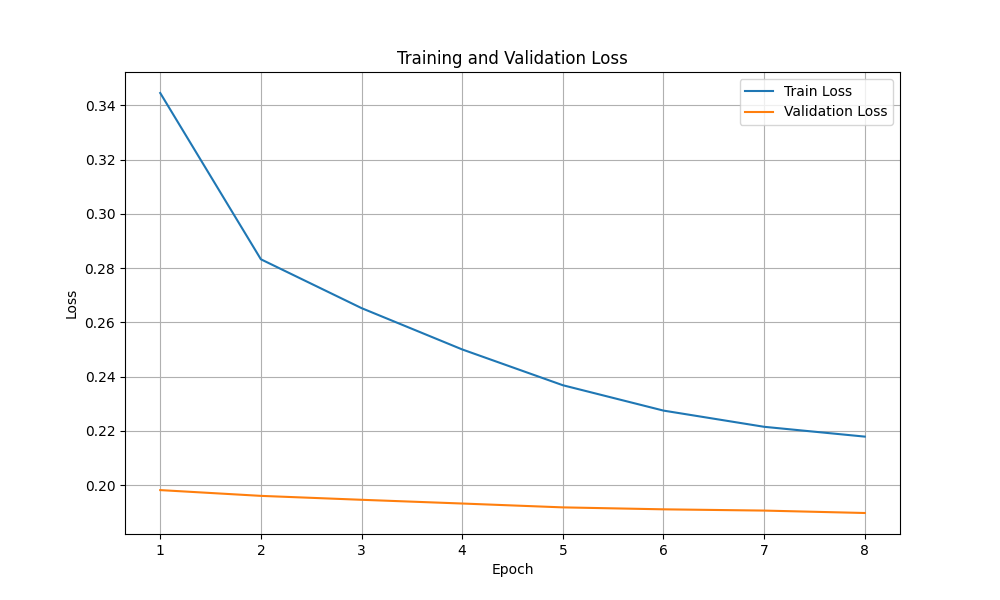 Training and Validation Loss
Train Loss
Validation Loss
0.34
0.32
0.30
0.28
0.26
0.24
0.22
0.20
Loss
1 2 3 4 5 6 7 8
Epoch